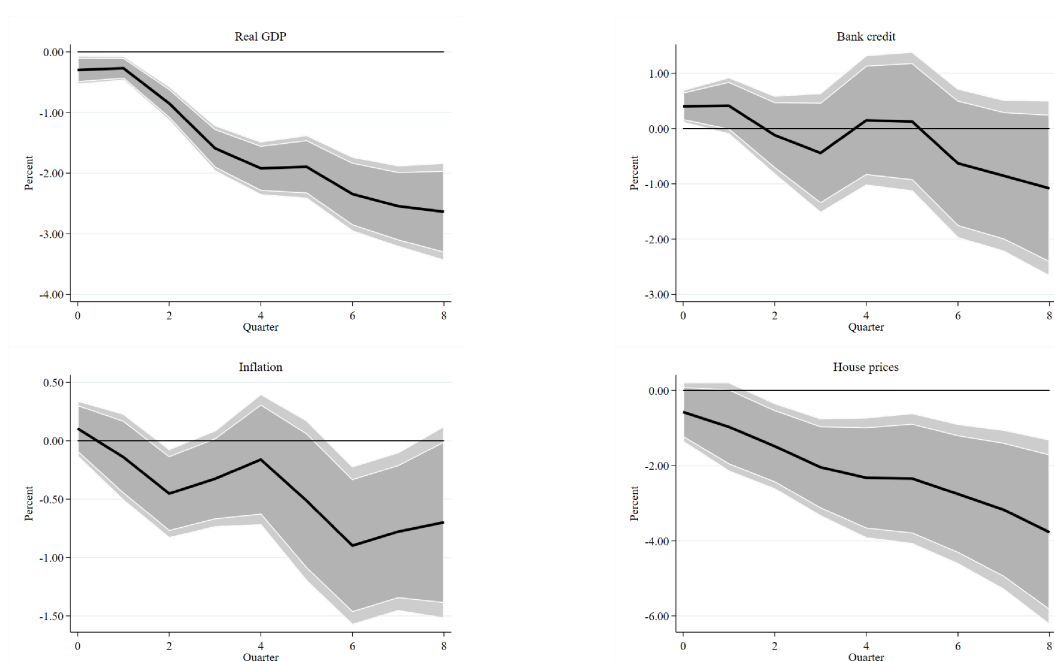 Real GDP
0.00
-1.00
-2.00
-3.00
-4.00
Percent
0 2 4 6 8
Quarter
Bank credit
1.00
0.00
-1.00
-2.00
-3.00
Percent
0 2 4 6 8
Quarter
Inflation
0.50
0.00
-0.50
-1.00
-1.50
Percent
0 2 4 6 8
Quarter
House prices
0.00
-2.00
-4.00
-6.00
Percent
0 2 4 6 8
Quarter